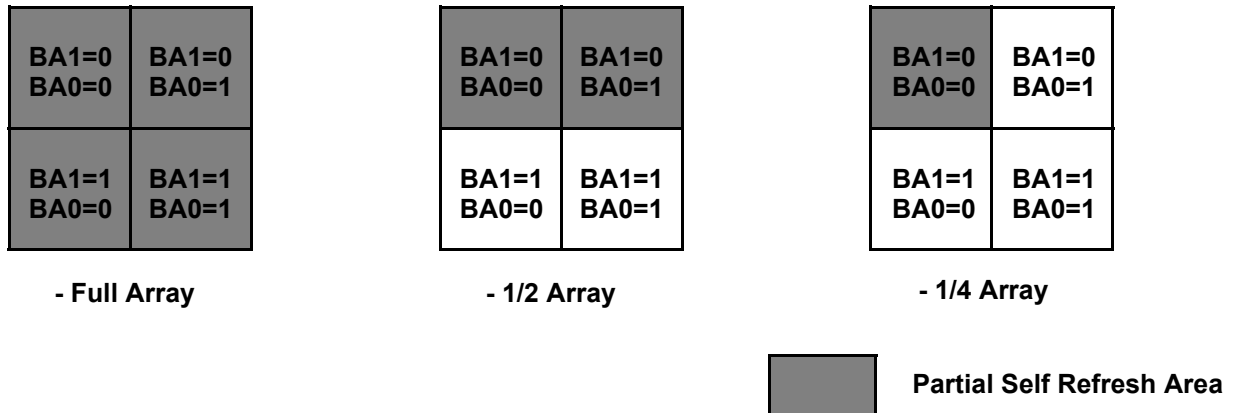 BA1=0 BA1=0
BA0=0 BA0=1
BA1=1 BA1=1
BA0=0 BA0=1
- Full Array
BA1=0 BA1=0
BA0=0 BA0=1
BA1=1 BA1=1
BA0=0 BA0=1
- 1/2 Array
BA1=0 BA1=0
BA0=0 BA0=1
BA1=1 BA1=1
BA0=0 BA0=1
- 1/4 Array
Partial Self Refresh Area